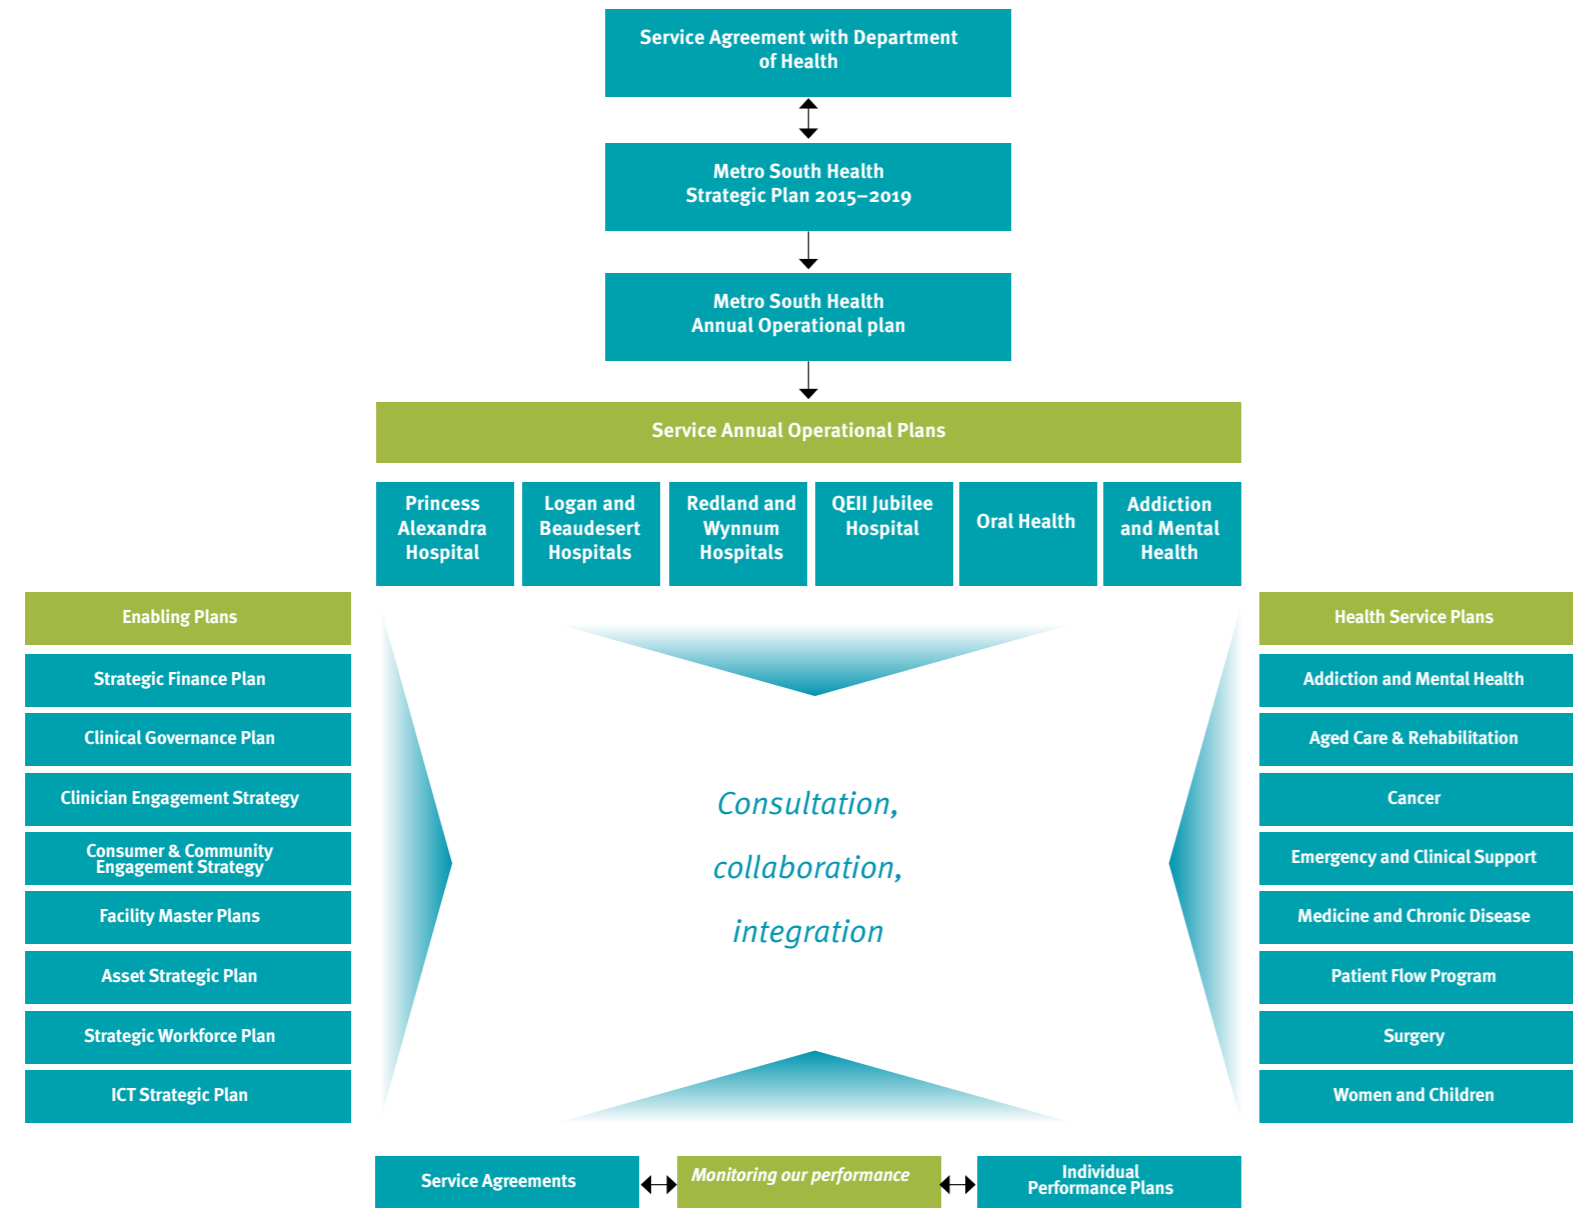 Service Agreement with Department
of Health
Metro South Health
Strategic Plan 2015–2019
Metro South Health
Annual Operational plan
Service Annual Operational Plans
Princess
Alexandra
Hospital
Logan and
Beaudesert
Hospitals
Redland and
Wynnum
Hospitals
QEII Jubilee
Hospital
Oral Health
Addiction
and Mental
Health
Enabling Plans
Strategic Finance Plan
Clinical Governance Plan
Clinician Engagement Strategy
Consumer & Community
Engagement Strategy
Facility Master Plans
Asset Strategic Plan
Strategic Workforce Plan
ICT Strategic Plan
Consultation,
collaboration,
integration
Health Service Plans
Addiction and Mental Health
Aged Care & Rehabilitation
Cancer
Emergency and Clinical Support
Medicine and Chronic Disease
Patient Flow Program
Surgery
Women and Children
Service Agreements
Monitoring our performance
Individual
Performance Plans